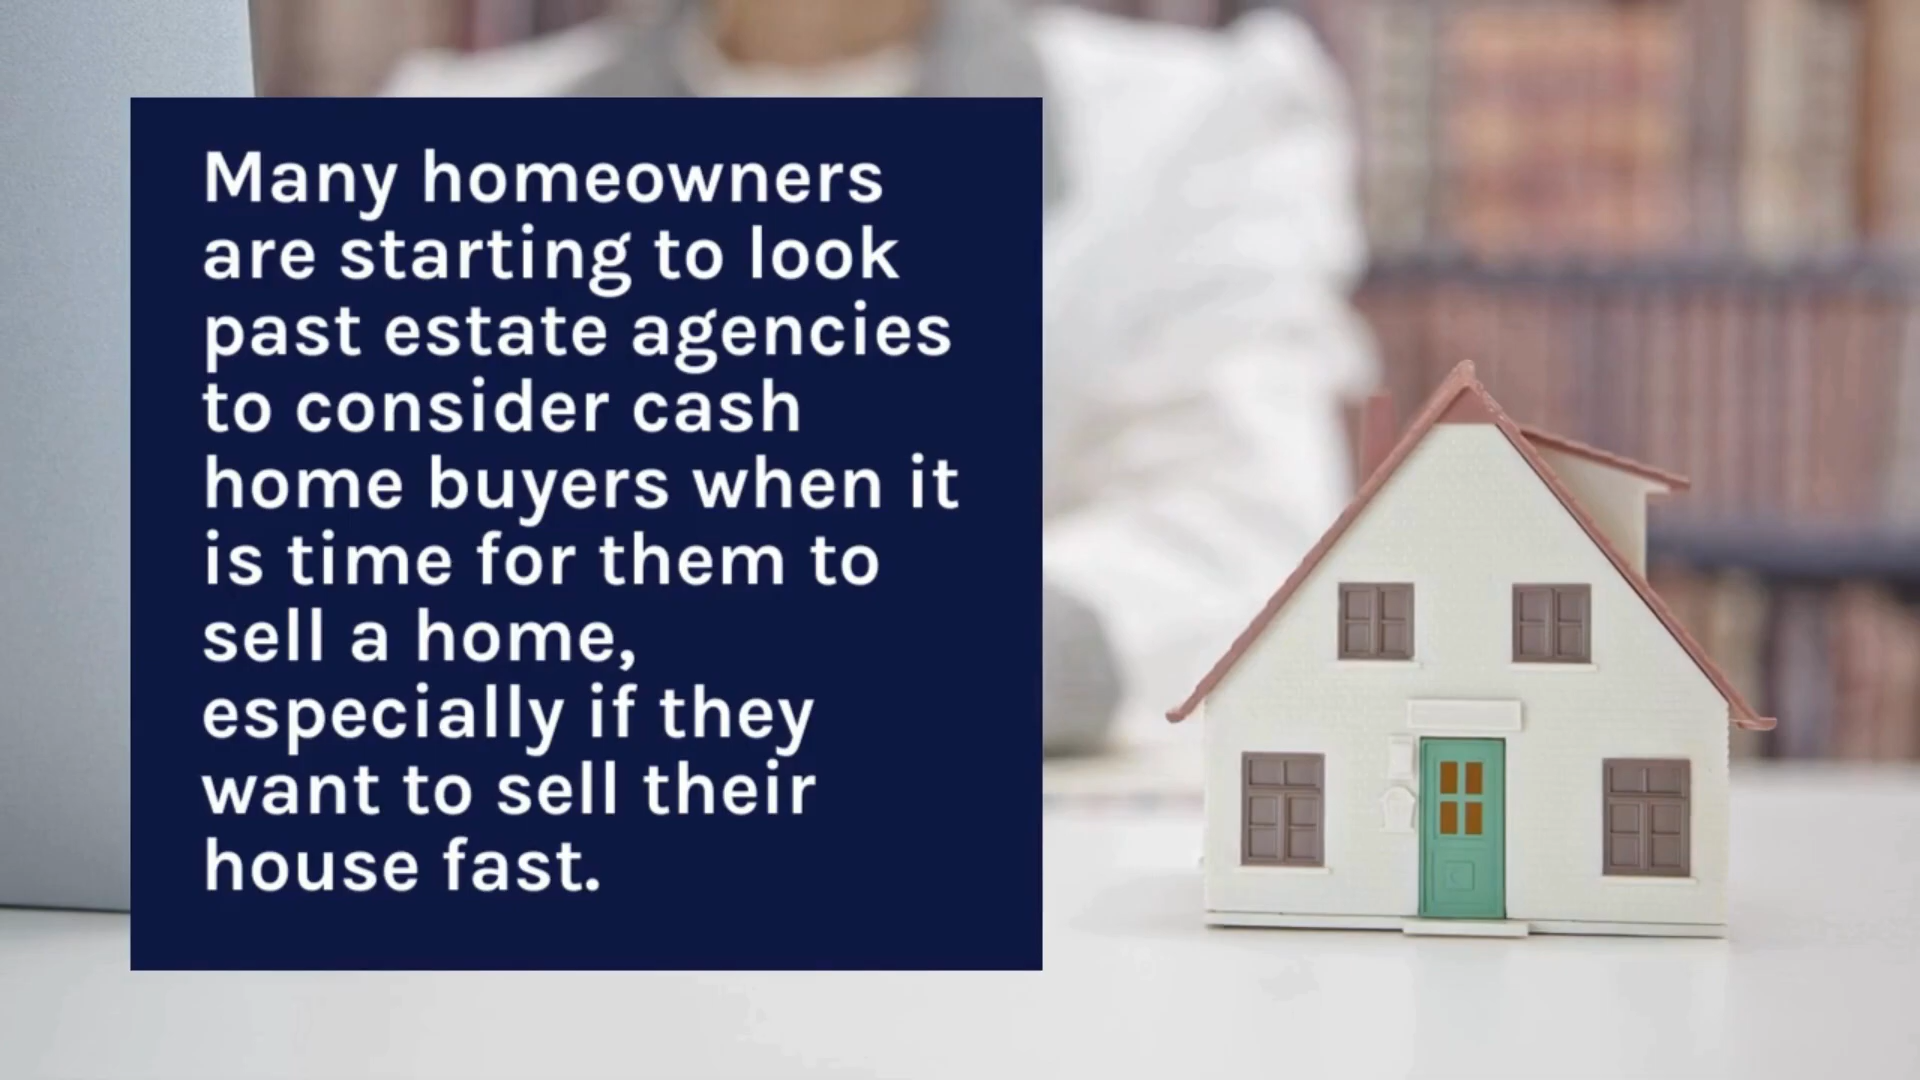 Many homeowners
are starting to look
past estate agencies
to consider cash
home buyers when it
is time for them to
sell a home,
especially if they
want to sell their
house fast.